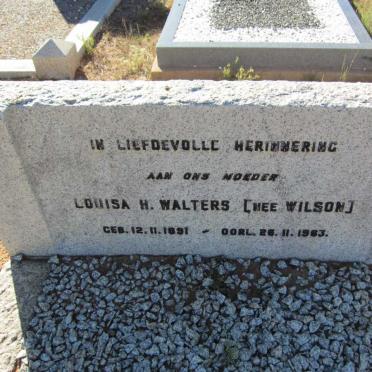 IN LIEFDEVOLLE HERINNERING
AAN ONS MOEDER
LOUISA H. WALTERS [NEE WILSON]
GEB. 12.11.1891 - OORL. 26.11.1963.